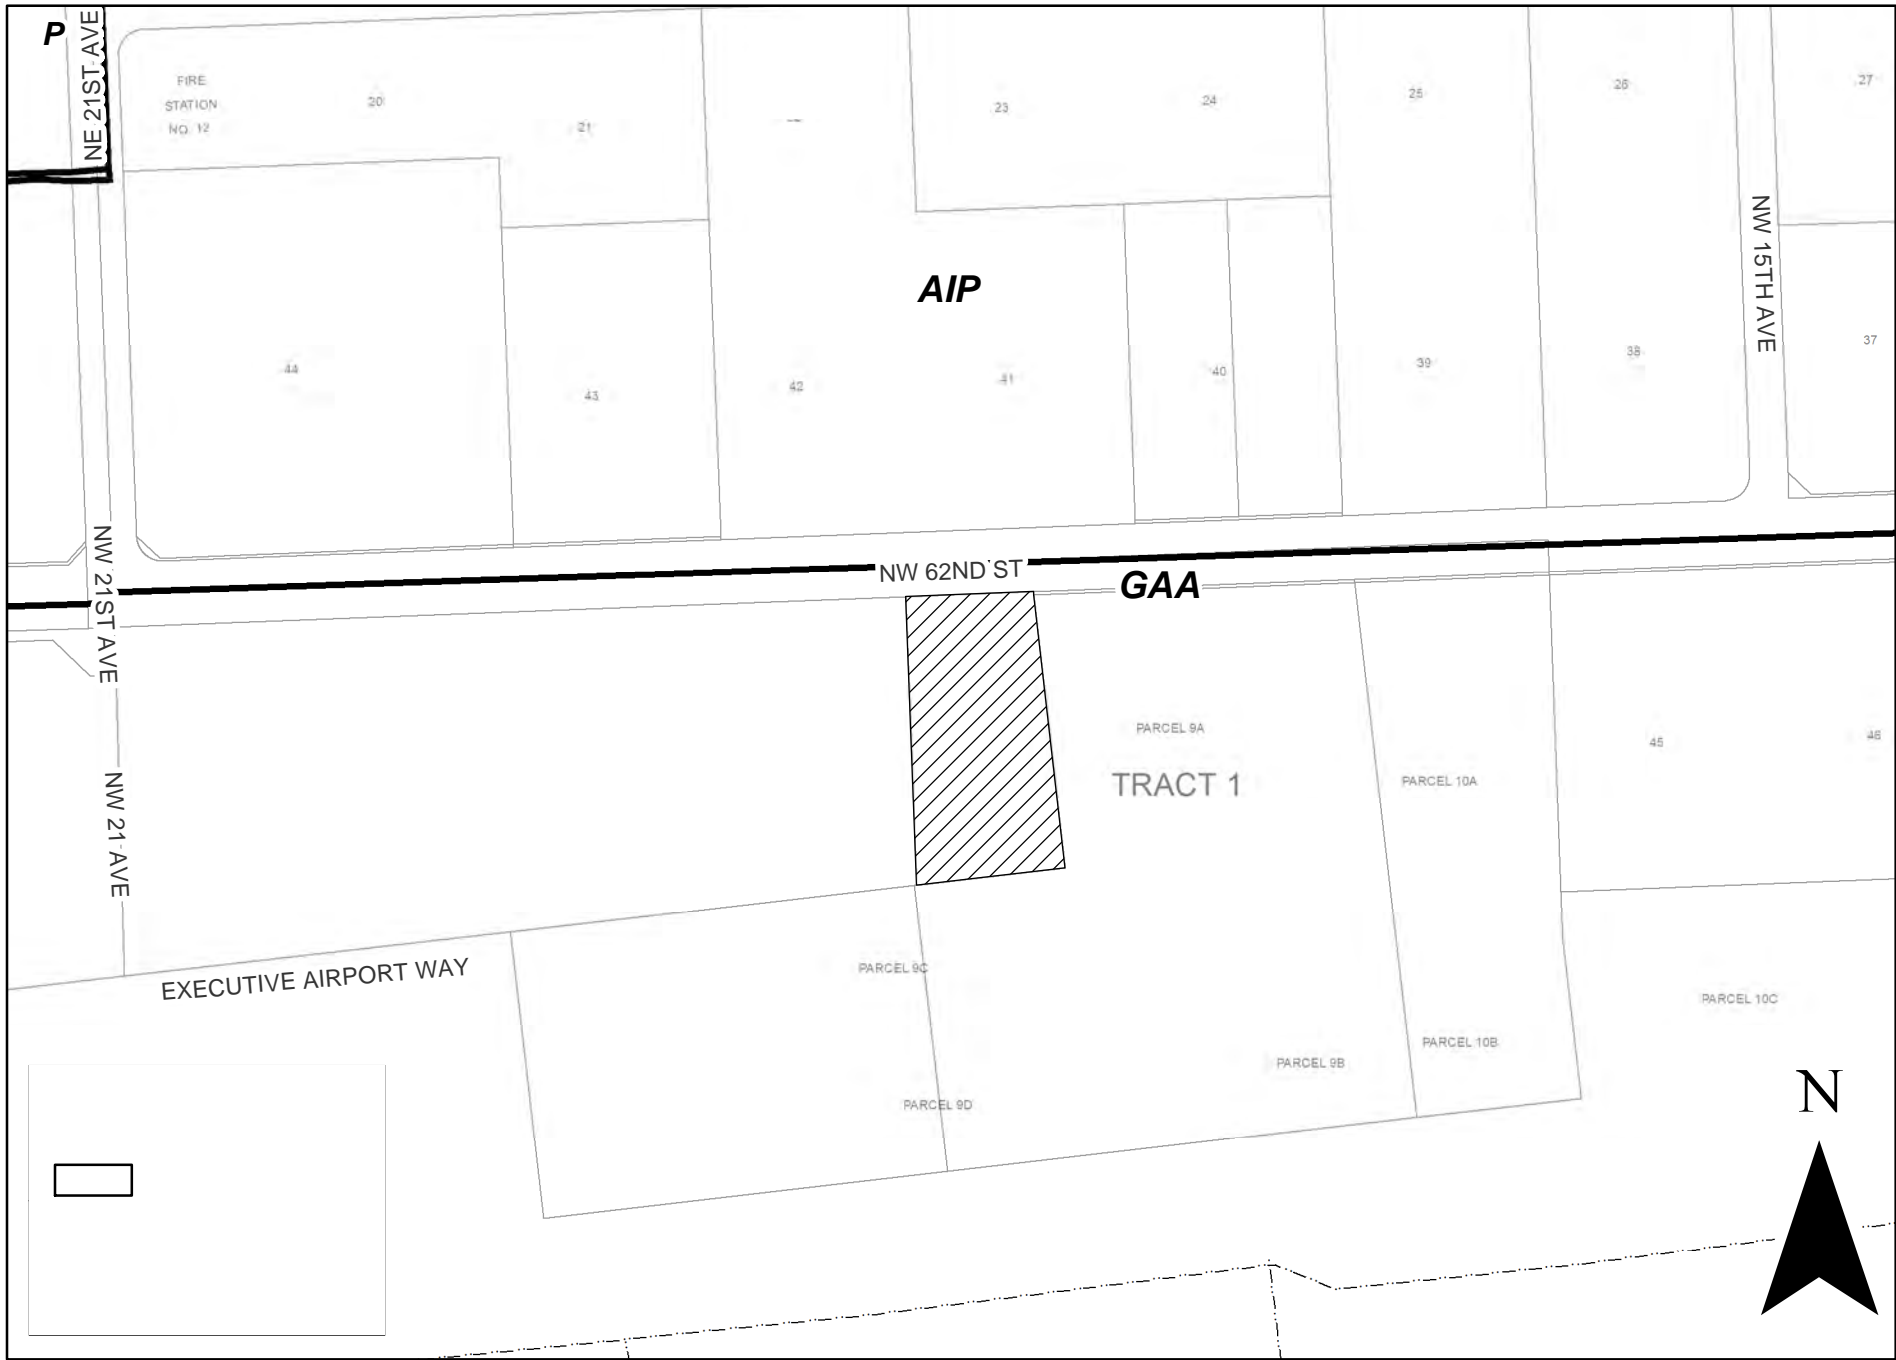 P
NE 21ST AVE
FIRE
STATION
NO. 12
20
21
23
24
25
26
27
NW 15TH AVE
AIP
44
43
42
41
40
39
38
37
NW 21ST AVE
NW 62ND ST
GAA
PARCEL 9A
TRACT 1
PARCEL 10A
45
46
NW 21 AVE
EXECUTIVE AIRPORT WAY
PARCEL 9C
PARCEL 10C
PARCEL 10B
PARCEL 9B
PARCEL 9D
N